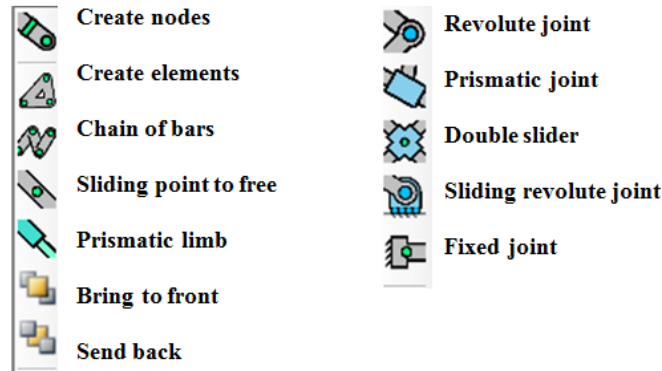 Create nodes
Create elements
Chain of bars
Sliding point to free
Prismatic limb
Bring to front
Send back
Revolute joint
Prismatic joint
Double slider
Sliding revolute joint
Fixed joint